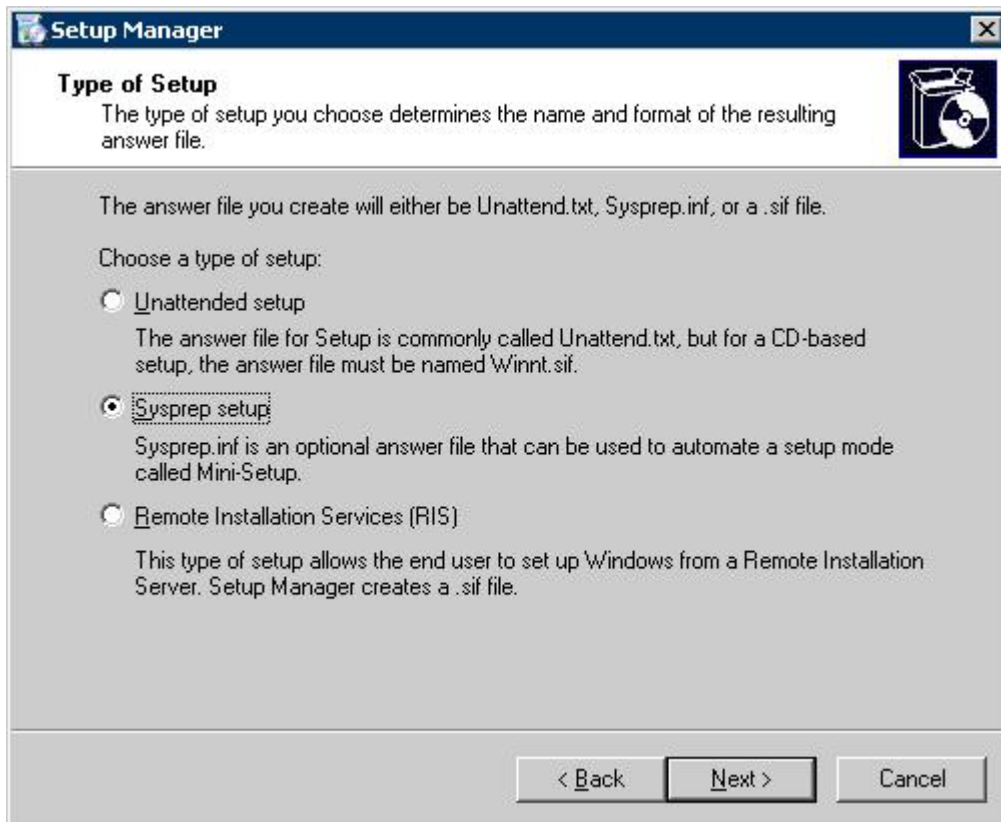 Setup Manager
Type of Setup
The type of setup you choose determines the name and format of the resulting
answer file.
The answer file you create will either be Unattend.txt, Sysprep.inf, or a .sif file.
Choose a type of setup:
Unattended setup
The answer file for Setup is commonly called Unattend.txt, but for a CD-based
setup, the answer file must be named Winnt.sif.
Sysprep setup
Sysprep.inf is an optional answer file that can be used to automate a setup mode
called Mini-Setup.
Remote Installation Services (RIS)
This type of setup allows the end user to set up Windows from a Remote Installation
Server. Setup Manager creates a .sif file.
< Back Next > Cancel